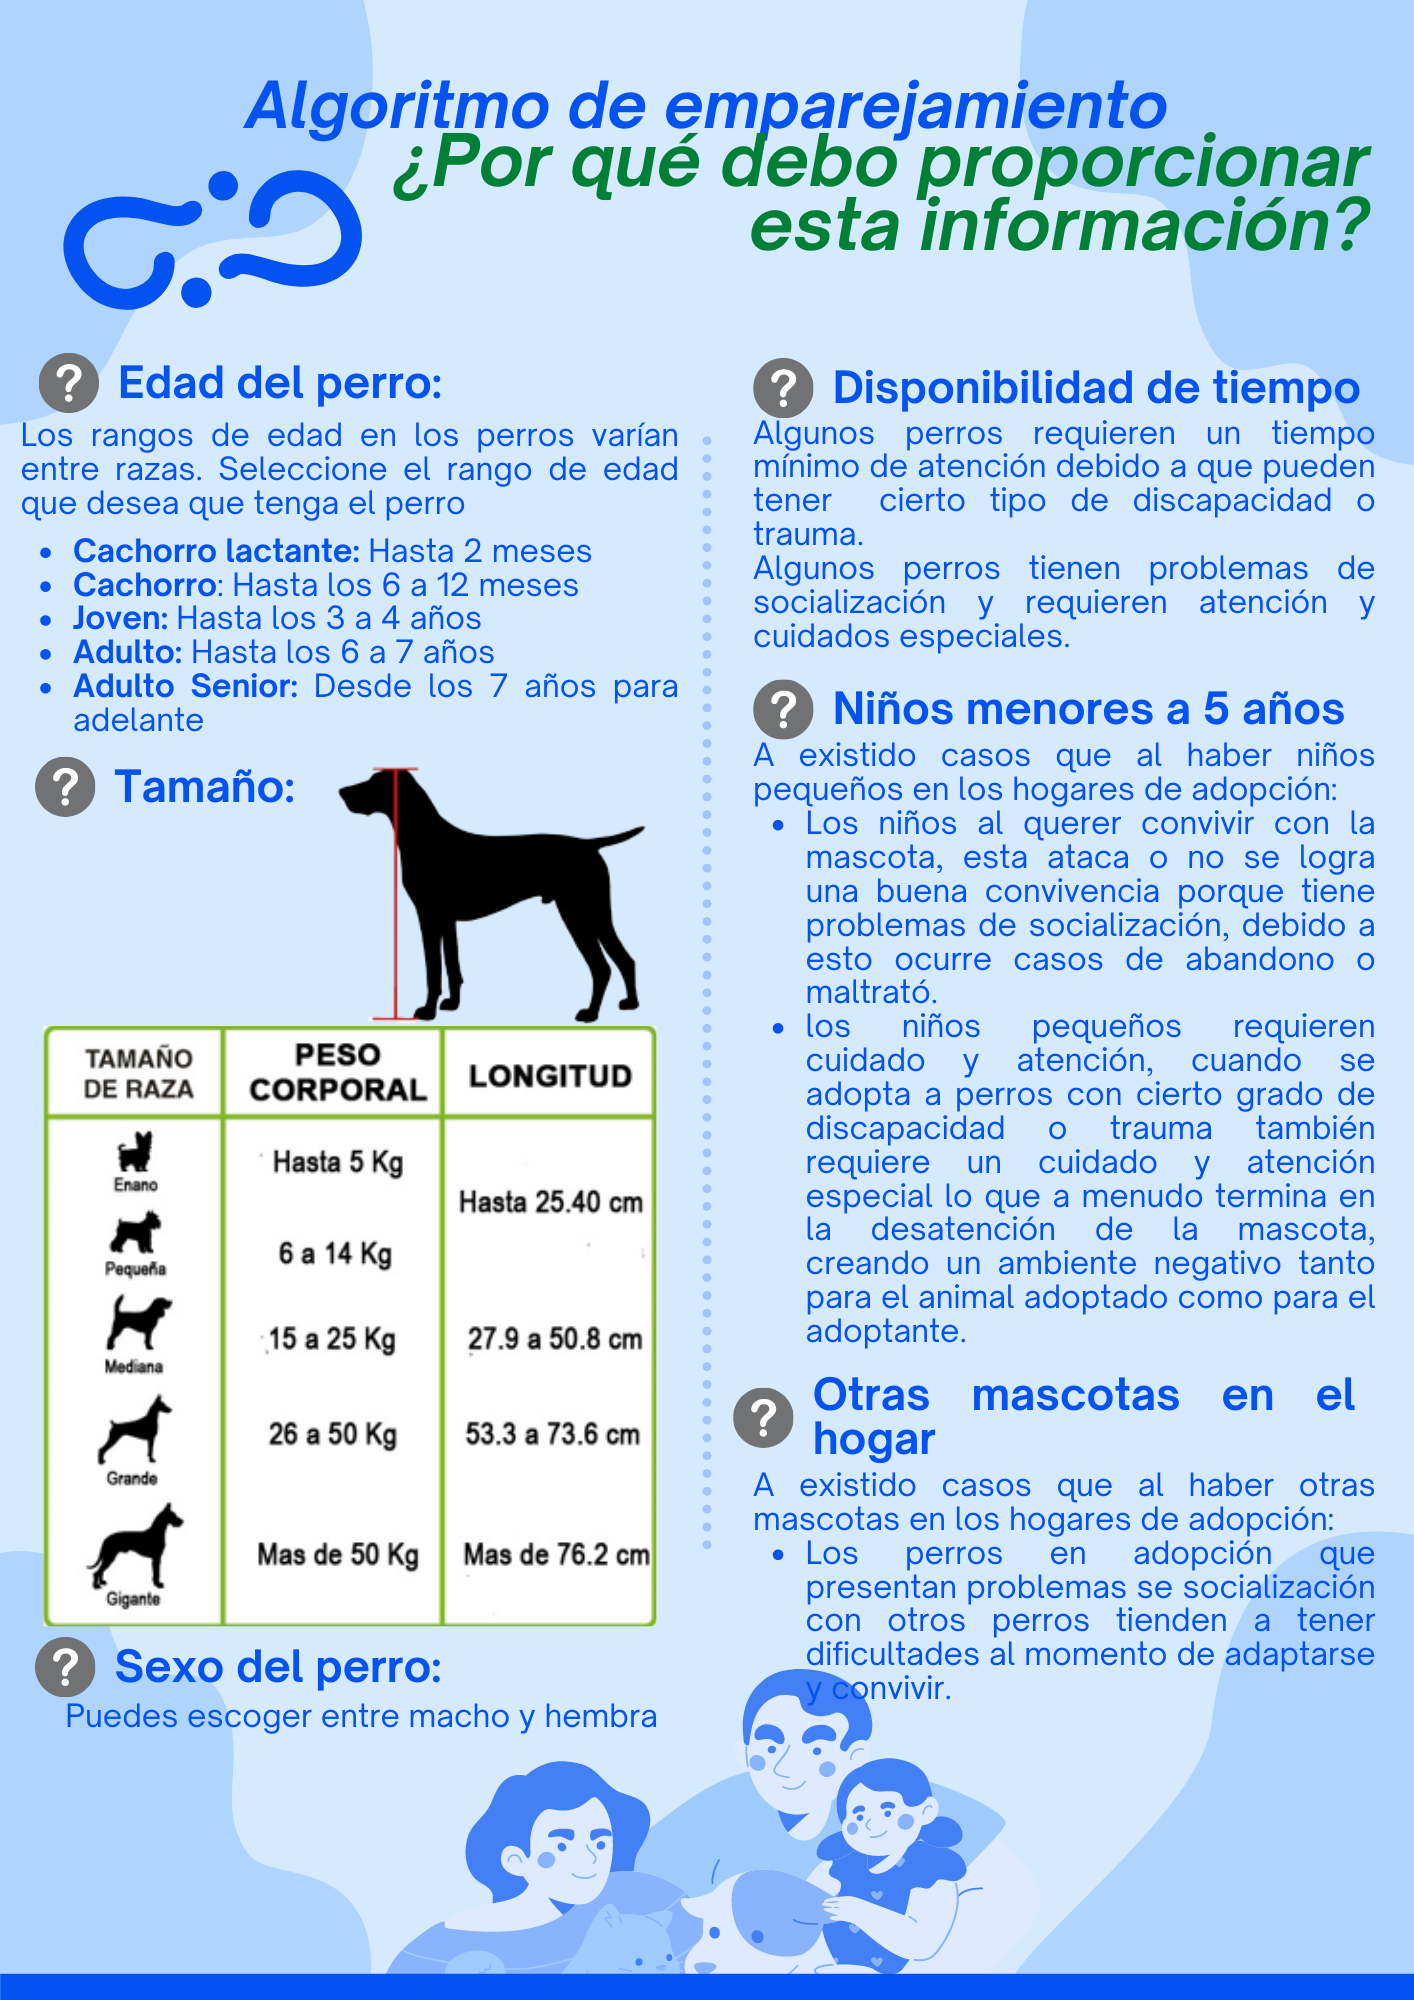 Algoritmo de emparejamiento
¿Por qué debo proporcionar
esta información?
Edad del perro:
Los rangos de edad en los perros varían
entre razas. Seleccione el rango de edad
que desea que tenga el perro
• Cachorro lactante: Hasta 2 meses
• Cachorro: Hasta los 6 a 12 meses
• Joven: Hasta los 3 a 4 años
• Adulto: Hasta los 6 a 7 años
• Adulto Senior: Desde los 7 años para
adelante
Tamaño:
TAMAÑO
DE RAZA
PESO
CORPORAL
LONGITUD
Enano
Hasta 5 Kg
Hasta 25.40 cm
Pequeña
6 a 14 Kg
Mediana
15 a 25 Kg
27.9 a 50.8 cm
Grande
26 a 50 Kg
53.3 a 73.6 cm
Gigante
Mas de 50 Kg
Mas de 76.2 cm
Sexo del perro:
Puedes escoger entre macho y hembra
Disponibilidad de tiempo
Algunos perros requieren un tiempo
mínimo de atención debido a que pueden
tener cierto tipo de discapacidad o
trauma.
Algunos perros tienen problemas de
socialización y requieren atención y
cuidados especiales.
Niños menores a 5 años
A existido casos que al haber niños
pequeños en los hogares de adopción:
• Los niños al querer convivir con la
mascota, esta ataca o no se logra
una buena convivencia porque tiene
problemas de socialización, debido a
esto ocurre casos de abandono o
maltrató.
• los niños pequeños requieren
cuidado y atención, cuando se
adopta a perros con cierto grado de
discapacidad o trauma también
requiere un cuidado y atención
especial lo que a menudo termina en
la desatención de la mascota,
creando un ambiente negativo tanto
para el animal adoptado como para el
adoptante.
Otras mascotas en el
hogar
A existido casos que al haber otras
mascotas en los hogares de adopción:
• Los perros en adopción que
presentan problemas se socialización
con otros perros tienden a tener
dificultades al momento de adaptarse
y convivir.